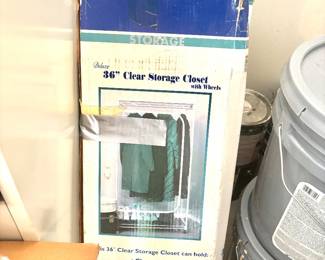 STORAGE
Deluxe
36" Clear Storage Closet
with Wheels
36" Clear Storage Closet can hold: